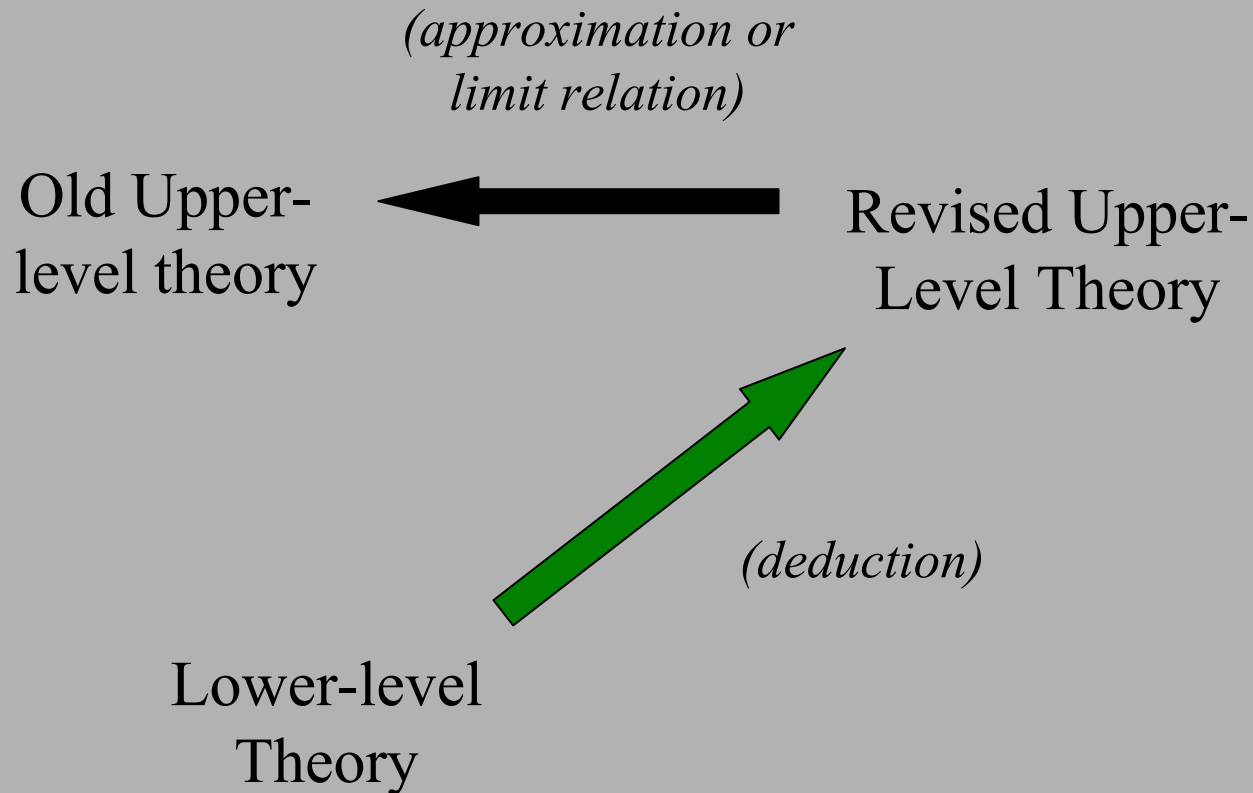 (approximation or
limit relation)
Old Upper-
level theory
Revised Upper-
Level Theory
(deduction)
Lower-level
Theory